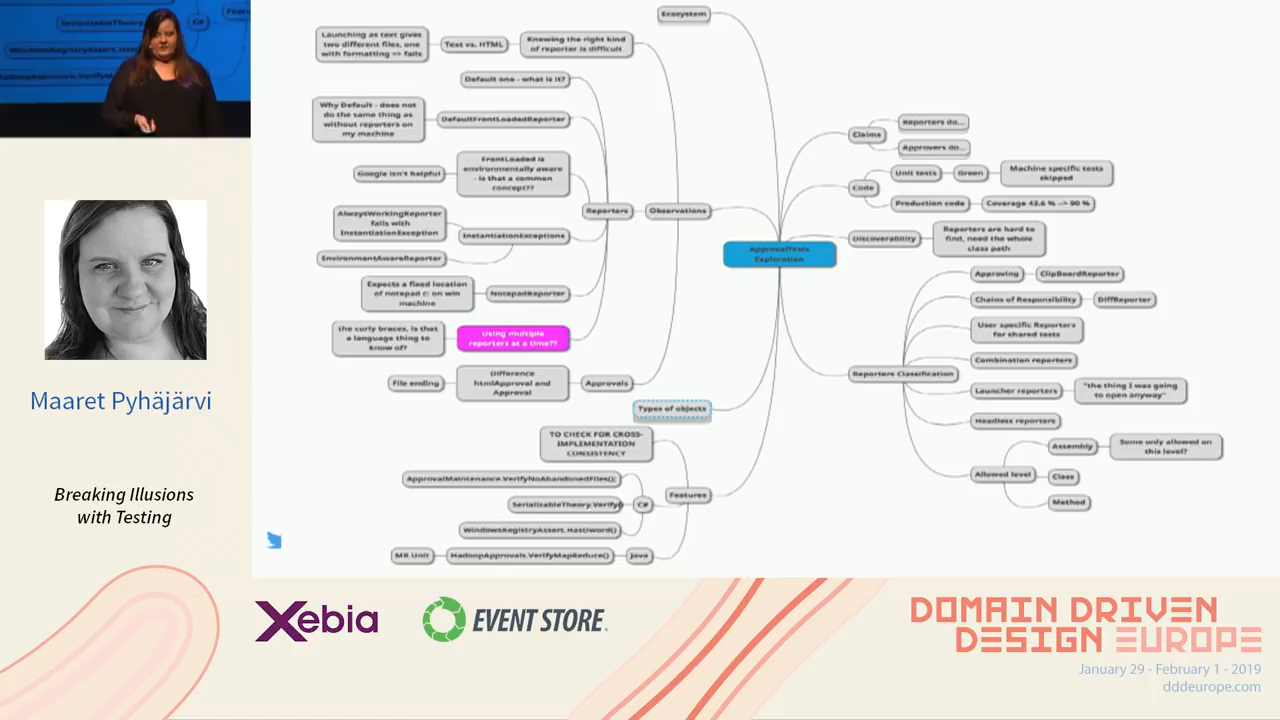 SerialisableTheory.
C#
Maaret Pyhäjärvi
Breaking Illusions
with Testing
Ecosystem
Launching as text gives
two different files, one
with formatting => fails
Text vs. HTML
Knowing the right kind
of reporter is difficult
Default one - what is it?
Why Default - does not
do the same thing as
without reporters on
my machine
DefaultFrontLoadedReporter
Google isn't helpful
FrontLoaded is
environmentally aware
- is that a common
concept??
Reporters
Observations
AlwaysWorkingReporter
fails with
InstantiationException
InstantiationExceptions
EnvironmentAwareReporter
Expects a fixed location
of notepad c: on win
machine
NotepadReporter
the curly braces, is that
a language thing to
know of?
Using multiple
reporters at a time??
File ending
Difference
htmlApproval and
Approval
Approvals
Types of objects
TO CHECK FOR CROSS-
IMPLEMENTATION
CONSISTENCY
ApprovalMaintenance.VerifyNoAbandonedFiles();
SerialisableTheory.Verify()
C#
WindowsRegistryAssert.HasDword()
MR Unit
HadoopApprovals.VerifyMapReduce()
Java
Features
ApprovalTests
Exploration
Claims
Reporters do...
Approvers do...
Code
Unit tests
Green
Machine specific tests
skipped
Production code
Coverage 43.6 % --> 90 %
Discoverability
Reporters are hard to
find, need the whole
class path
Reporters Classification
Approving
ClipBoardReporter
Chains of Responsibility
DiffReporter
User specific Reporters
for shared tests
Combination reporters
Launcher reporters
"the thing I was going
to open anyway"
Headless reporters
Allowed level
Assembly
Some only allowed on
this level?
Class
Method
Xebia
EVENT STORE
DOMAIN DRIVEN
DESIGN EUROPE
January 29 - February 1 - 2019
dddeurope.com